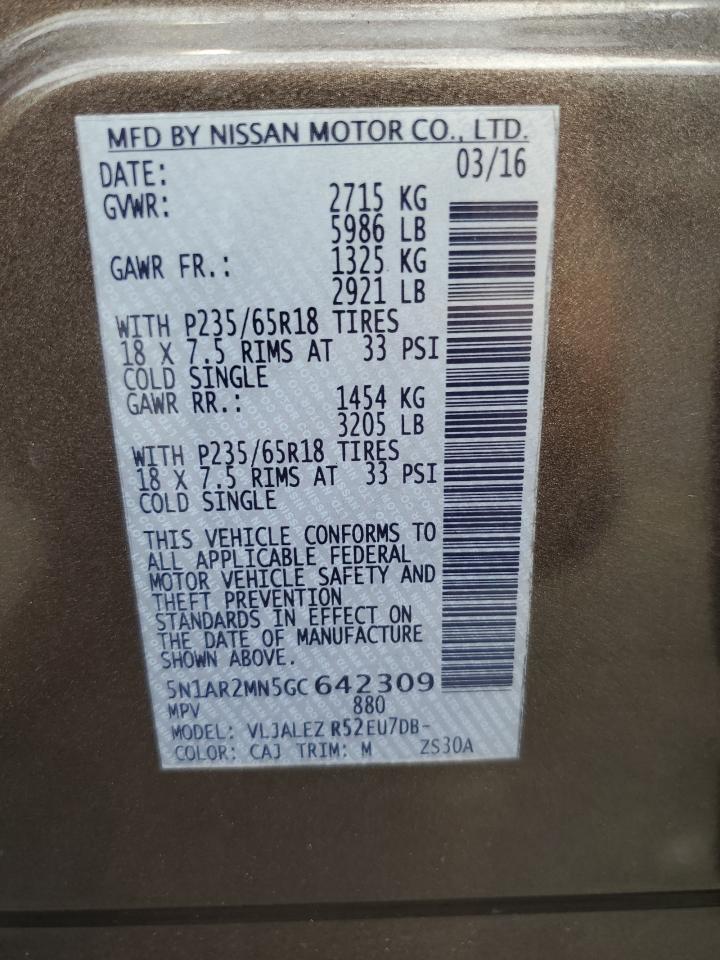 MFD BY NISSAN MOTOR CO., LTD.
DATE: 03/16
GVWR: 2715 KG
5986 LB
GAWR FR.: 1325 KG
2921 LB
WITH P235/65R18 TIRES
18 X 7.5 RIMS AT 33 PSI
COLD SINGLE
GAWR RR.: 1454 KG
3205 LB
WITH P235/65R18 TIRES
18 X 7.5 RIMS AT 33 PSI
COLD SINGLE
THIS VEHICLE CONFORMS TO
ALL APPLICABLE FEDERAL
MOTOR VEHICLE SAFETY AND
THEFT PREVENTION
STANDARDS IN EFFECT ON
THE DATE OF MANUFACTURE
SHOWN ABOVE.
5N1AR2MN5GC642309
MPV 880
MODEL: VLJALEZ R52EU7DB-
COLOR: CAJ TRIM: M ZS30A